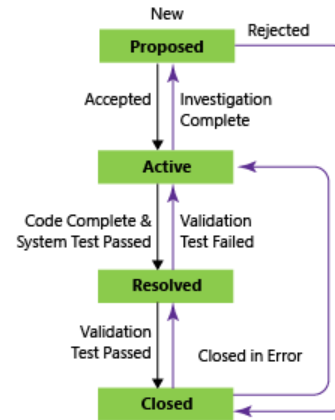 New
Proposed
Rejected
Accepted
Investigation
Complete
Active
Code Complete &
System Test Passed
Validation
Test Failed
Resolved
Validation
Test Passed
Closed in Error
Closed